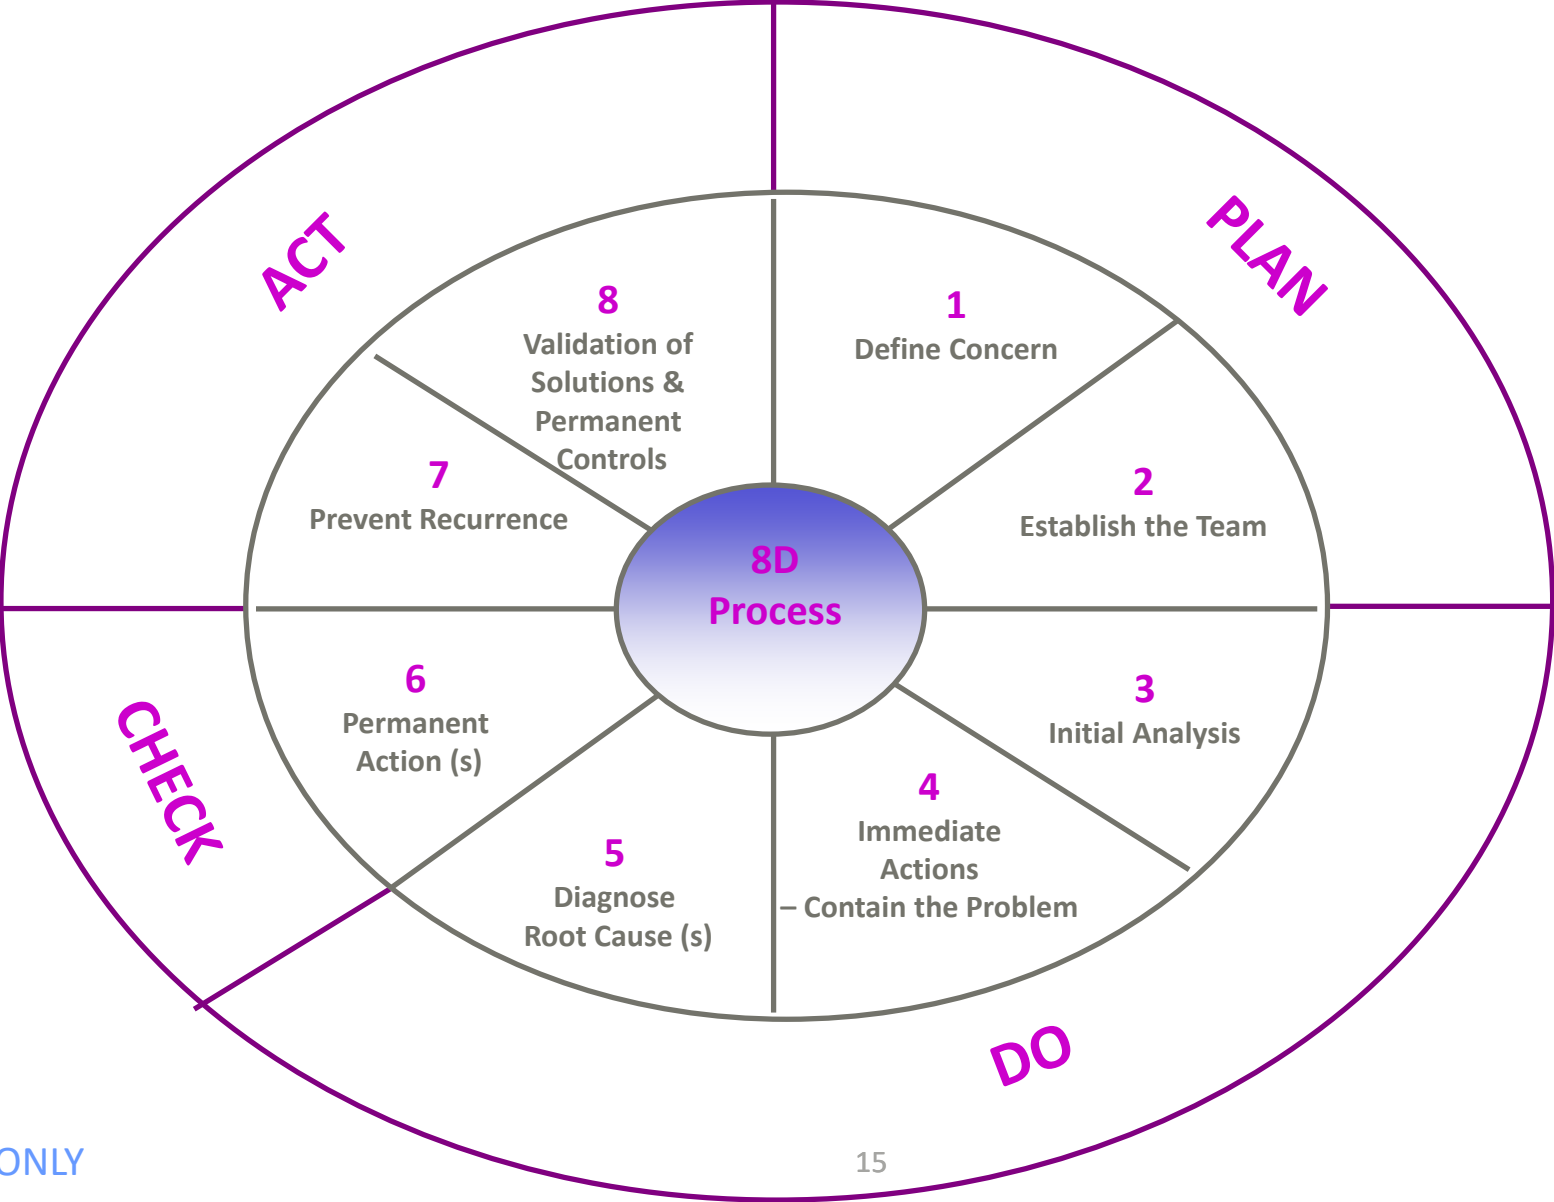 ACT
PLAN
8
Validation of
Solutions &
Permanent
Controls
1
Define Concern
7
Prevent Recurrence
2
Establish the Team
8D
Process
6
Permanent
Action (s)
3
Initial Analysis
CHECK
4
Immediate
Actions
– Contain the Problem
5
Diagnose
Root Cause (s)
DO
ONLY
15